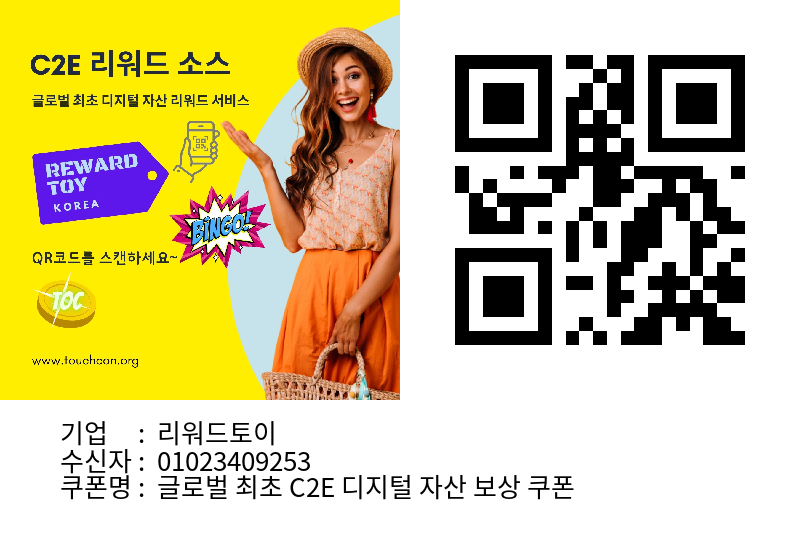 C2E 리워드 소스
글로벌 최초 디지털 자산 리워드 서비스
REWARD
TOY
KOREA
BINGO!
QR코드를 스캔하세요~
TOC
www.touchcon.org
기업 : 리워드토이
수신자 : 01023409253
쿠폰명 : 글로벌 최초 C2E 디지털 자산 보상 쿠폰